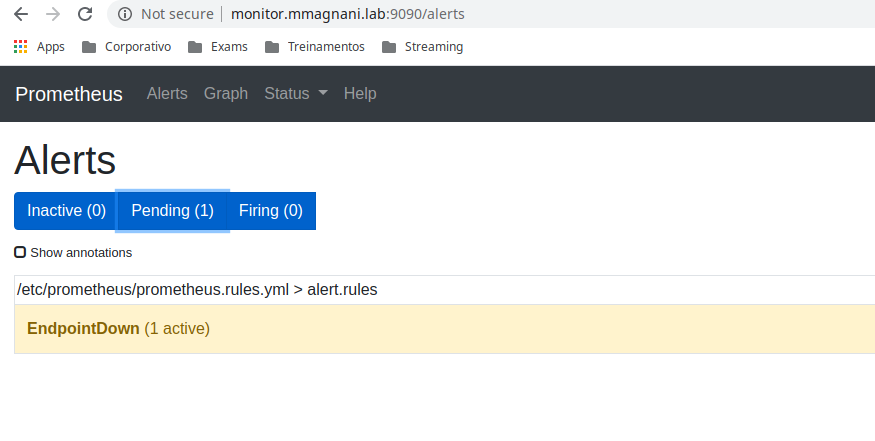 Not secure | monitor.mmagnani.lab:9090/alerts
Apps Corporativo Exams Treinamentos Streaming
Prometheus Alerts Graph Status Help
Alerts
Inactive (0) Pending (1) Firing (0)
Show annotations
/etc/prometheus/prometheus.rules.yml > alert.rules
EndpointDown (1 active)